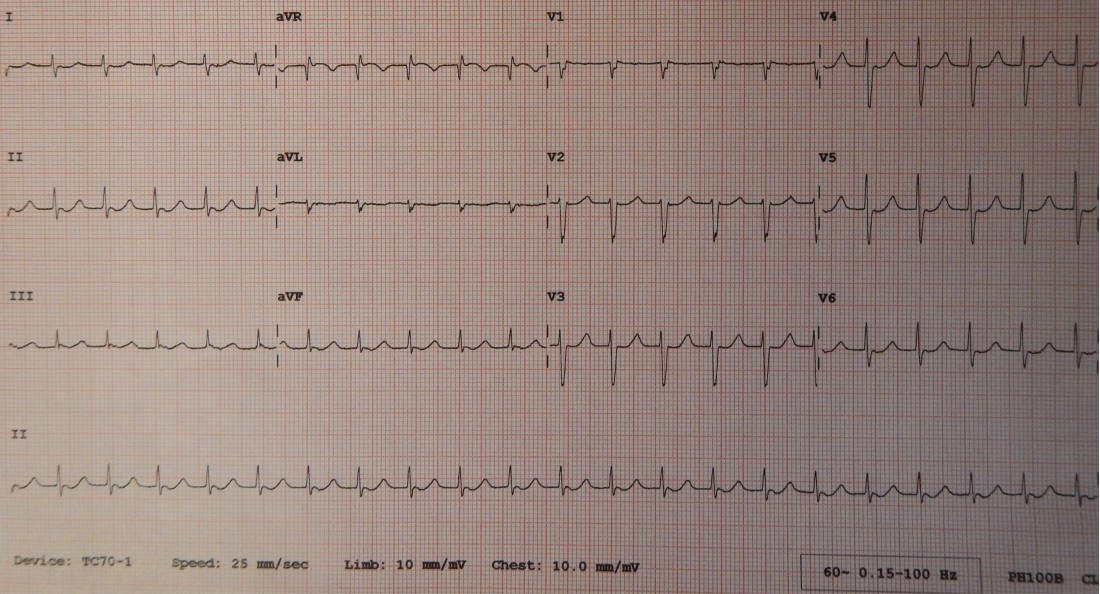 I aVR V1 V4
II aVL V2 V5
III aVF V3 V6
II
Device: TC70-1 Speed: 25 mm/sec Limb: 10 mm/mV Chest: 10.0 mm/mV 60~ 0.15-100 Hz PH100B CL